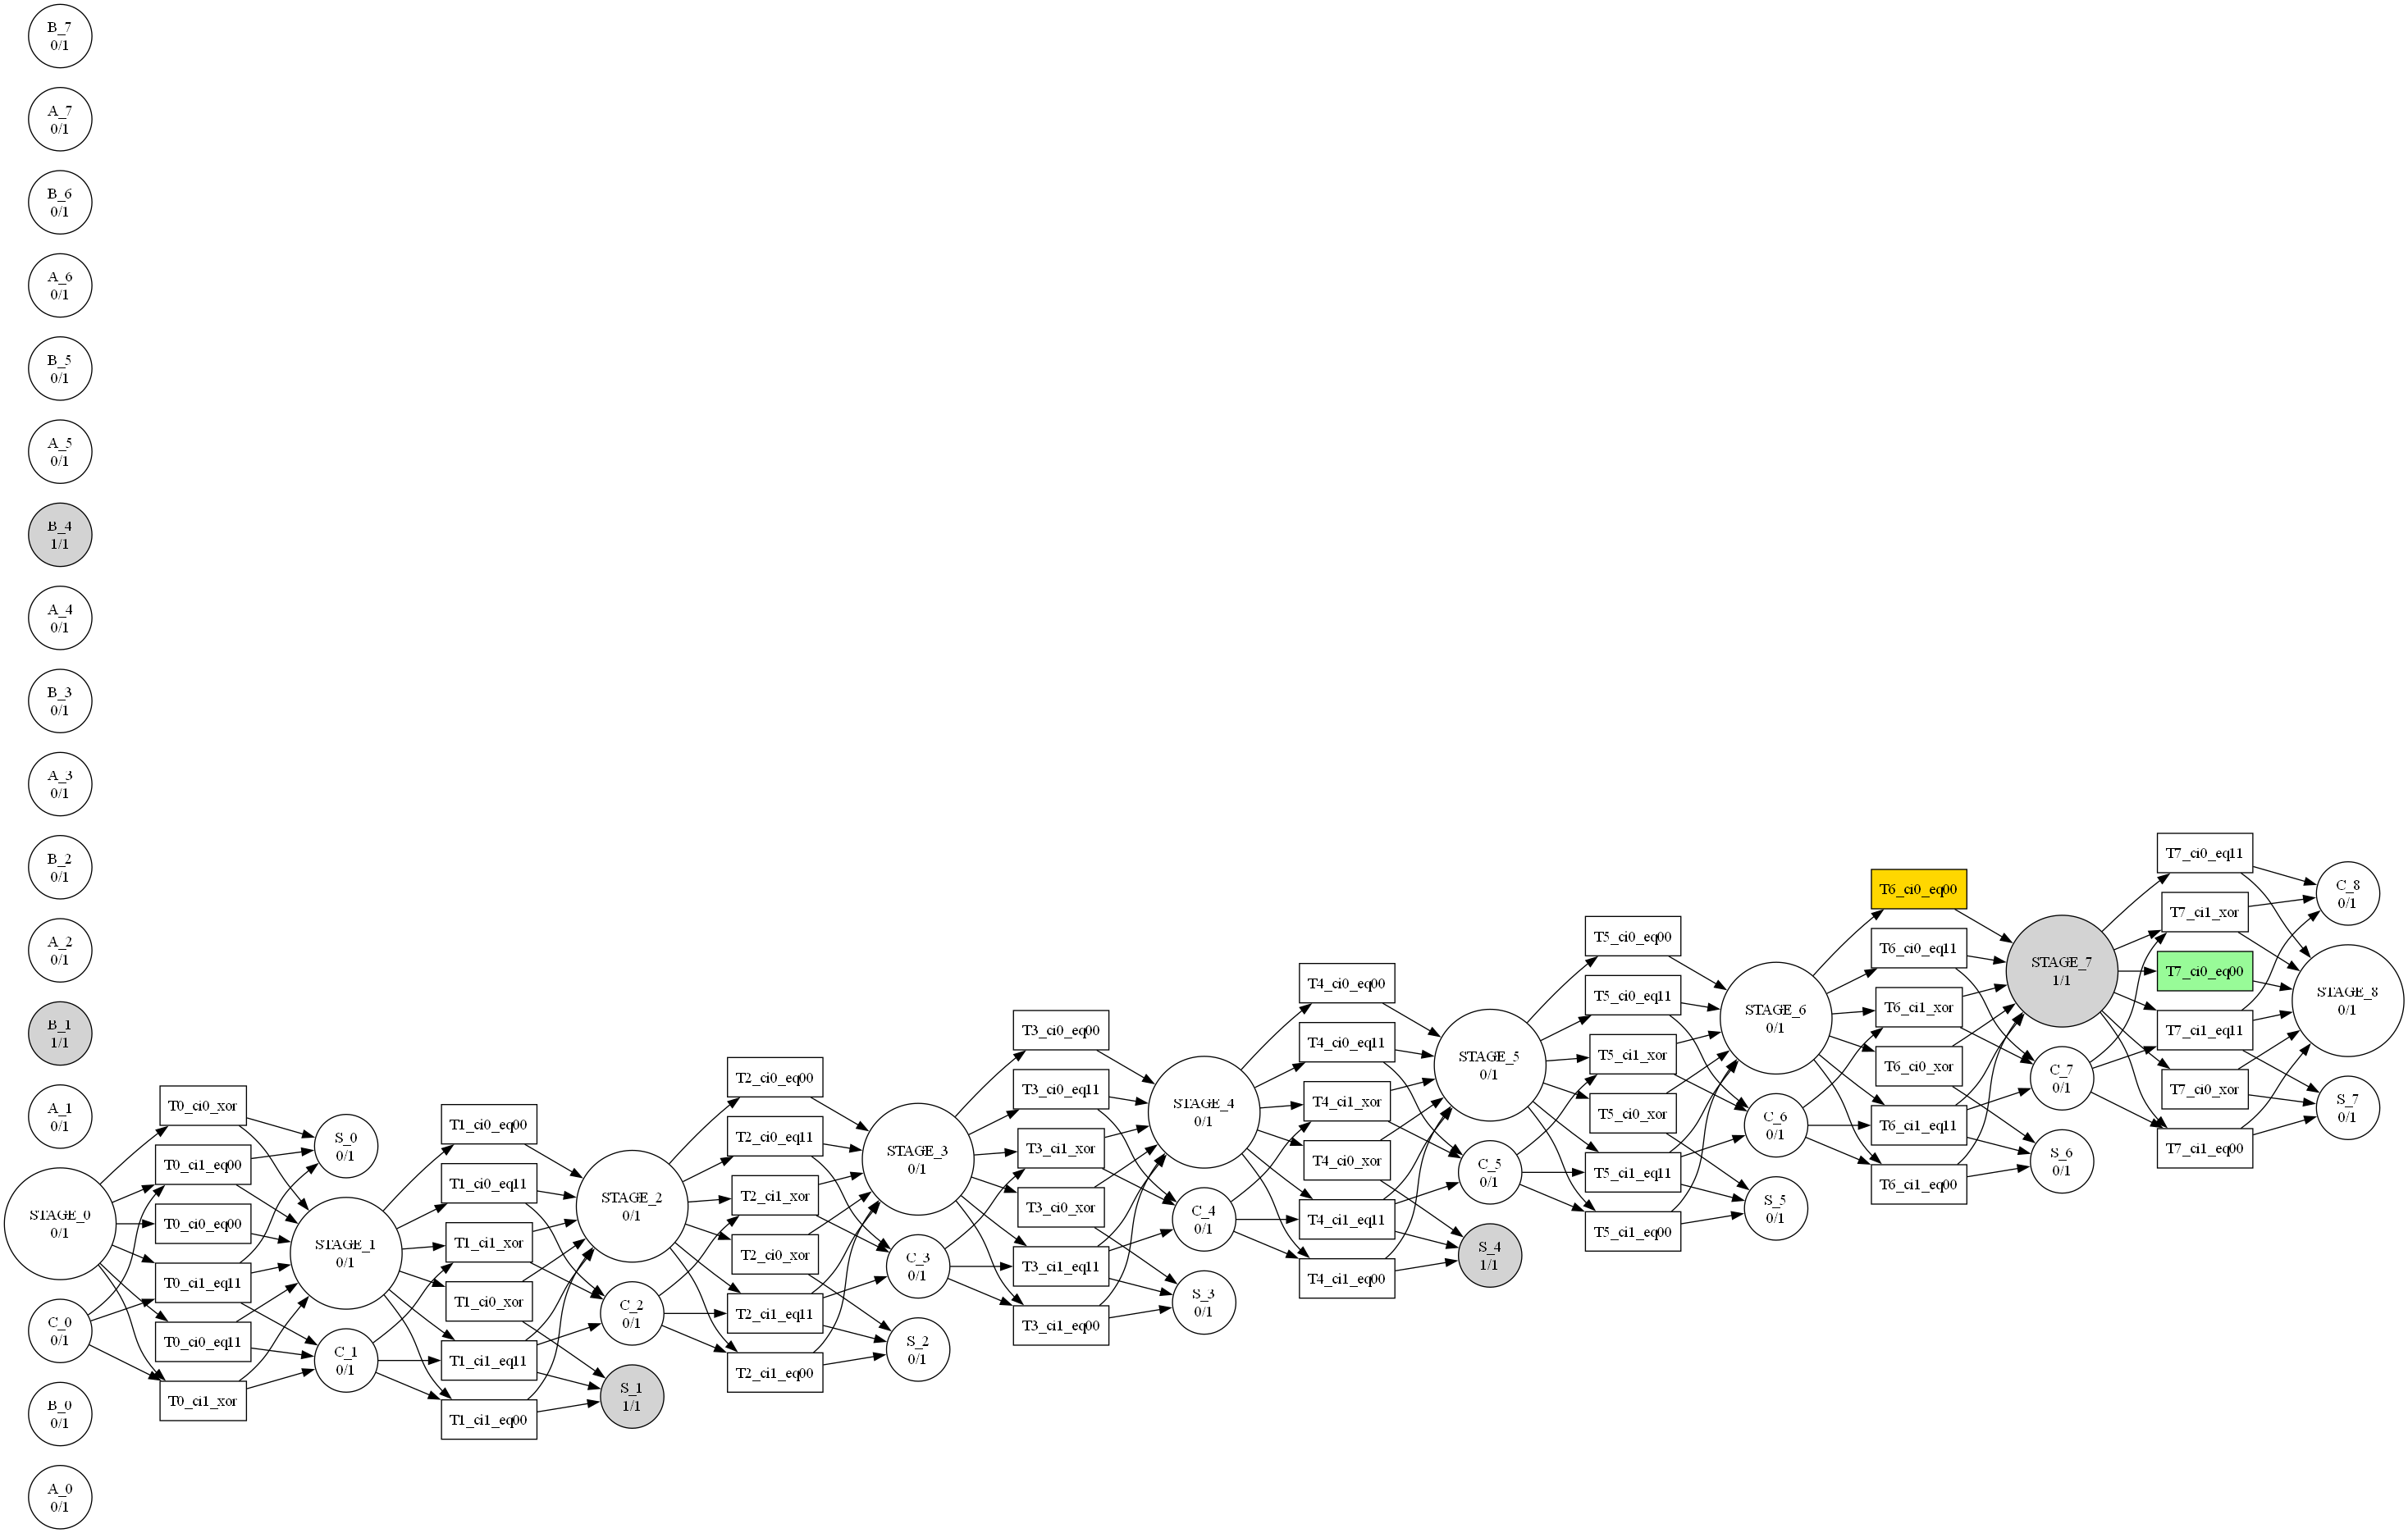 B_7
0/1
A_7
0/1
B_6
0/1
A_6
0/1
B_5
0/1
A_5
0/1
B_4
1/1
A_4
0/1
B_3
0/1
A_3
0/1
B_2
0/1
A_2
0/1
B_1
1/1
A_1
0/1
STAGE_0
0/1
C_0
0/1
B_0
0/1
A_0
0/1
T0_ci0_xor
T0_ci1_eq00
T0_ci0_eq00
T0_ci1_eq11
T0_ci0_eq11
T0_ci1_xor
S_0
0/1
STAGE_1
0/1
C_1
0/1
T1_ci0_eq00
T1_ci0_eq11
T1_ci1_xor
T1_ci0_xor
T1_ci1_eq11
T1_ci1_eq00
STAGE_2
0/1
C_2
0/1
S_1
1/1
T2_ci0_eq00
T2_ci0_eq11
T2_ci1_xor
T2_ci0_xor
T2_ci1_eq11
T2_ci1_eq00
STAGE_3
0/1
C_3
0/1
S_2
0/1
T3_ci0_eq00
T3_ci0_eq11
T3_ci1_xor
T3_ci0_xor
T3_ci1_eq11
T3_ci1_eq00
STAGE_4
0/1
C_4
0/1
S_3
0/1
T4_ci0_eq00
T4_ci0_eq11
T4_ci1_xor
T4_ci0_xor
T4_ci1_eq11
T4_ci1_eq00
STAGE_5
0/1
C_5
0/1
S_4
1/1
T5_ci0_eq00
T5_ci0_eq11
T5_ci1_xor
T5_ci0_xor
T5_ci1_eq11
T5_ci1_eq00
STAGE_6
0/1
C_6
0/1
S_5
0/1
T6_ci0_eq00
T6_ci0_eq11
T6_ci1_xor
T6_ci0_xor
T6_ci1_eq11
T6_ci1_eq00
STAGE_7
1/1
C_7
0/1
S_6
0/1
T7_ci0_eq11
T7_ci1_xor
T7_ci0_eq00
T7_ci1_eq11
T7_ci0_xor
T7_ci1_eq00
C_8
0/1
STAGE_8
0/1
S_7
0/1